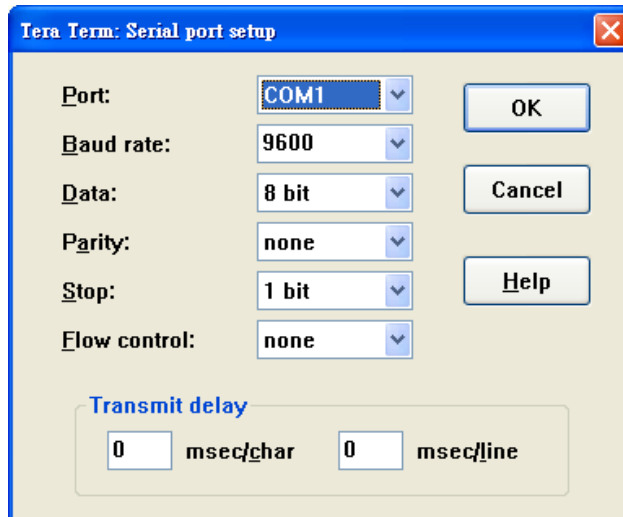 Tera Term: Serial port setup
Port: COM1
Baud rate: 9600
Data: 8 bit
Parity: none
Stop: 1 bit
Flow control: none
OK
Cancel
Help
Transmit delay
0 msec/char 0 msec/line